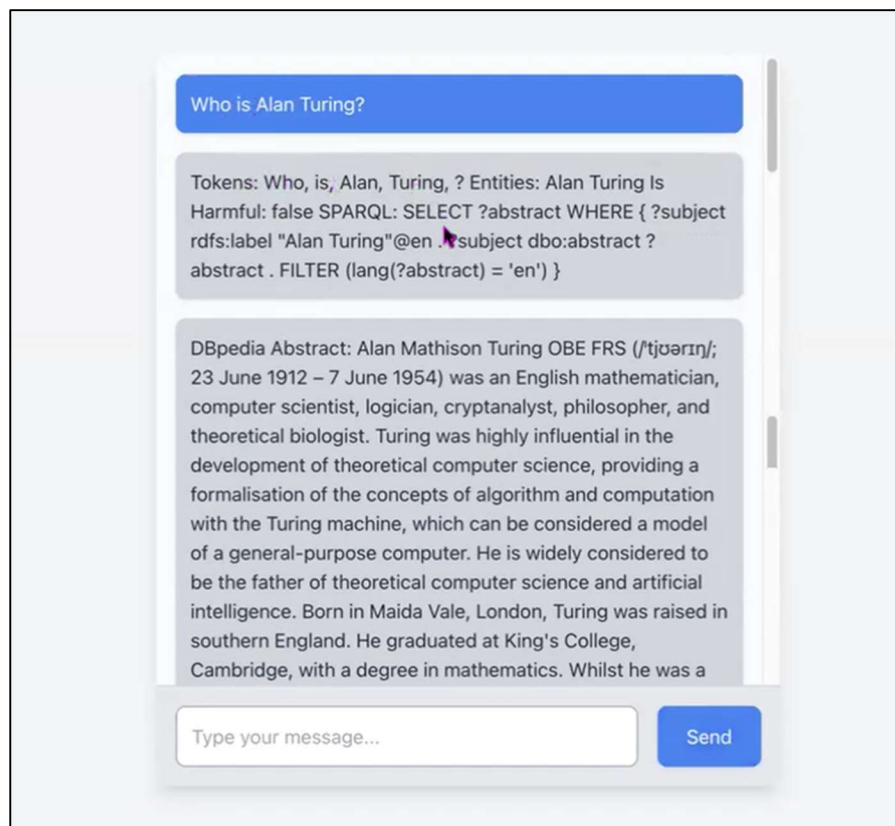 Who is Alan Turing?
Tokens: Who, is, Alan, Turing, ? Entities: Alan Turing Is
Harmful: false SPARQL: SELECT ?abstract WHERE { ?subject
rdfs:label "Alan Turing"@en . ?subject dbo:abstract ?
abstract . FILTER (lang(?abstract) = 'en') }
DBpedia Abstract: Alan Mathison Turing OBE FRS (/ˈtjʊərɪŋ/;
23 June 1912 – 7 June 1954) was an English mathematician,
computer scientist, logician, cryptanalyst, philosopher, and
theoretical biologist. Turing was highly influential in the
development of theoretical computer science, providing a
formalisation of the concepts of algorithm and computation
with the Turing machine, which can be considered a model
of a general-purpose computer. He is widely considered to
be the father of theoretical computer science and artificial
intelligence. Born in Maida Vale, London, Turing was raised in
southern England. He graduated at King's College,
Cambridge, with a degree in mathematics. Whilst he was a
Type your message...
Send